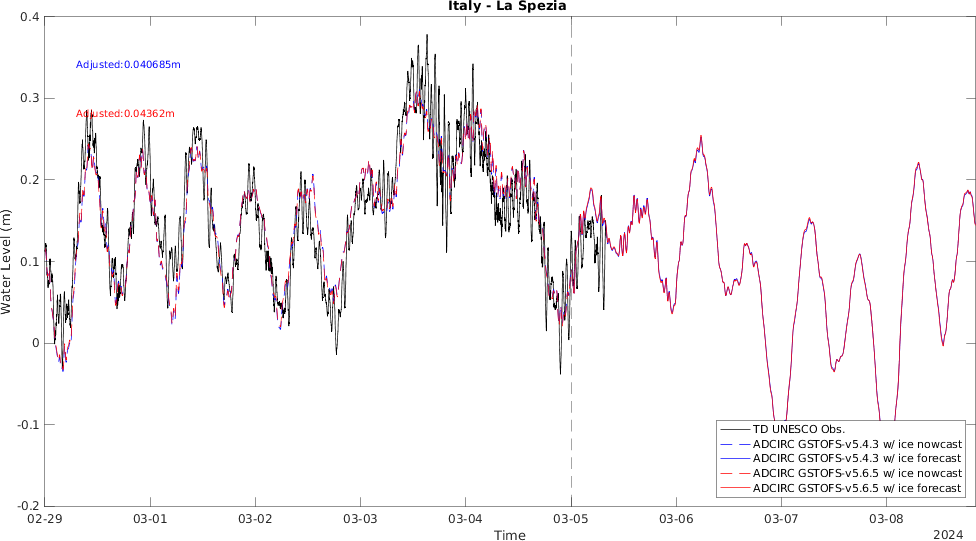 Italy - La Spezia
0.4
0.3
0.2
0.1
0
-0.1
-0.2
Water Level (m)
Adjusted:0.040685m
Adjusted:0.04362m
TD UNESCO Obs.
ADCIRC GSTOFS-v5.4.3 w/ ice nowcast
ADCIRC GSTOFS-v5.4.3 w/ ice forecast
ADCIRC GSTOFS-v5.6.5 w/ ice nowcast
ADCIRC GSTOFS-v5.6.5 w/ ice forecast
02-29 03-01 03-02 03-03 03-04 03-05 03-06 03-07 03-08
Time
2024